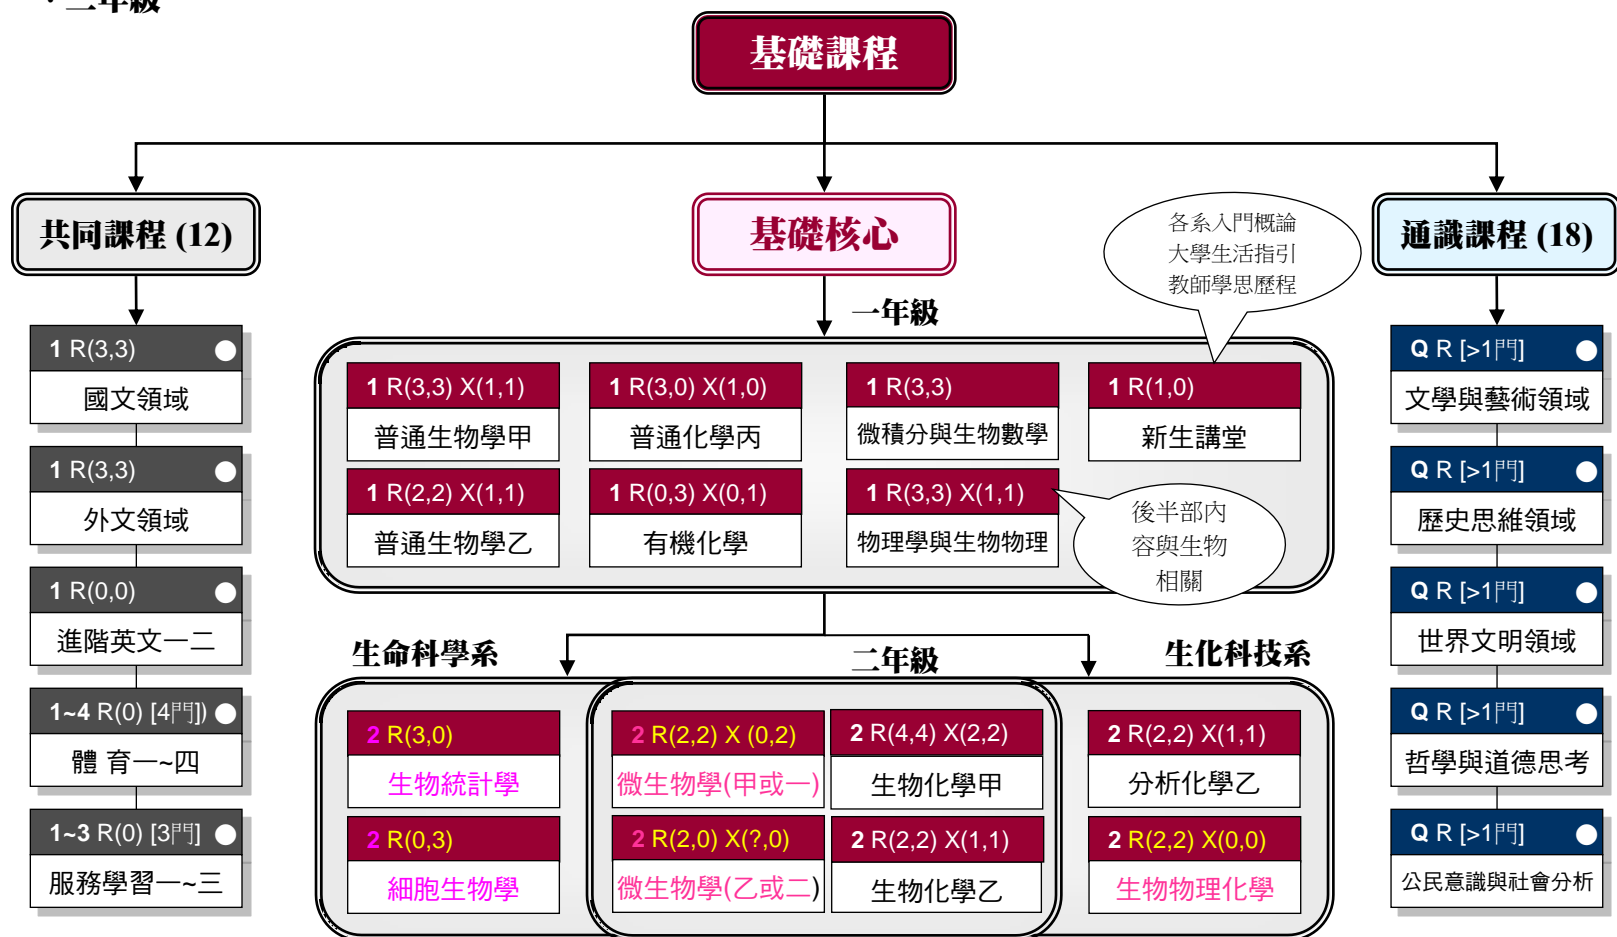 二年級
基礎課程
共同課程 (12)
基礎核心
通識課程 (18)
各系入門概論
大學生活指引
教師學思歷程
一年級
1 R(3,3)
國文領域
1 R(3,3)
外文領域
1 R(0,0)
進階英文一二
1~4 R(0) [4門])
體 育一~四
1~3 R(0) [3門]
服務學習一~三
1 R(3,3) X(1,1)
普通生物學甲
1 R(3,0) X(1,0)
普通化學丙
1 R(3,3)
微積分與生物數學
1 R(1,0)
新生講堂
1 R(2,2) X(1,1)
普通生物學乙
1 R(0,3) X(0,1)
有機化學
1 R(3,3) X(1,1)
物理學與生物物理
後半部內
容與生物
相關
生命科學系
二年級
生化科技系
2 R(3,0)
生物統計學
2 R(2,2) X (0,2)
微生物學(甲或一)
2 R(4,4) X(2,2)
生物化學甲
2 R(2,2) X(1,1)
分析化學乙
2 R(0,3)
細胞生物學
2 R(2,0) X(?,0)
微生物學(乙或二)
2 R(2,2) X(1,1)
生物化學乙
2 R(2,2) X(0,0)
生物物理化學
Q R [>1門]
文學與藝術領域
Q R [>1門]
歷史思維領域
Q R [>1門]
世界文明領域
Q R [>1門]
哲學與道德思考
Q R [>1門]
公民意識與社會分析